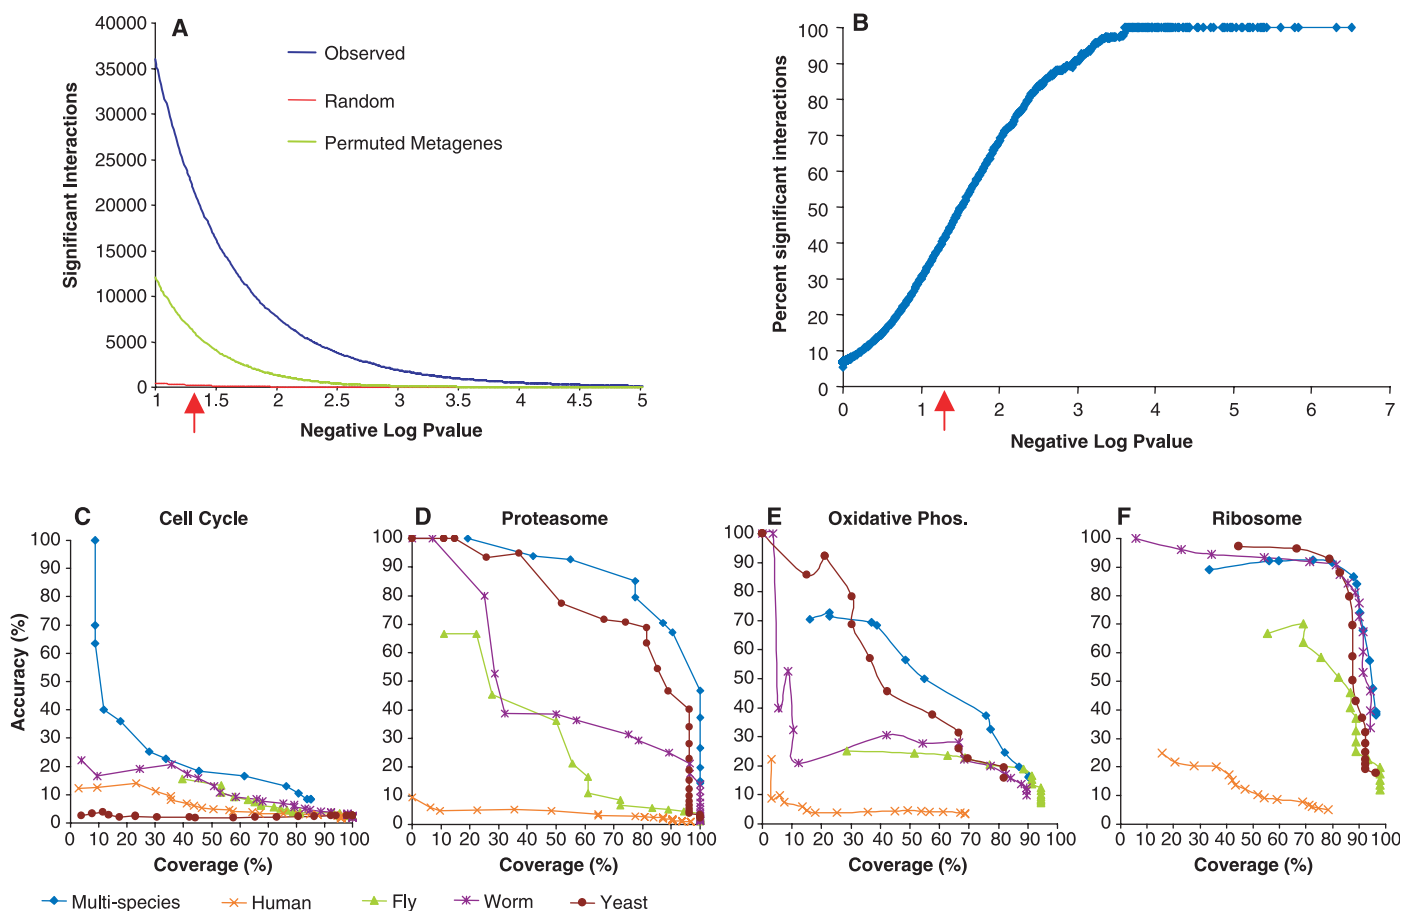 A
40000
35000
30000
25000
20000
15000
10000
5000
0
Significant Interactions
Observed
Random
Permuted Metagenes
1 1.5 2 2.5 3 3.5 4 4.5 5
Negative Log Pvalue
B
100
90
80
70
60
50
40
30
20
10
0
Percent significant interactions
0 1 2 3 4 5 6 7
Negative Log Pvalue
C Cell Cycle
100
90
80
70
60
50
40
30
20
10
0
Accuracy (%)
0 10 20 30 40 50 60 70 80 90 100
Coverage (%)
D Proteasome
100
90
80
70
60
50
40
30
20
10
0
0 10 20 30 40 50 60 70 80 90 100
Coverage (%)
E Oxidative Phos.
100
90
80
70
60
50
40
30
20
10
0
0 10 20 30 40 50 60 70 80 90 100
Coverage (%)
F Ribosome
100
90
80
70
60
50
40
30
20
10
0
0 10 20 30 40 50 60 70 80 90 100
Coverage (%)
Multi-species Human Fly Worm Yeast